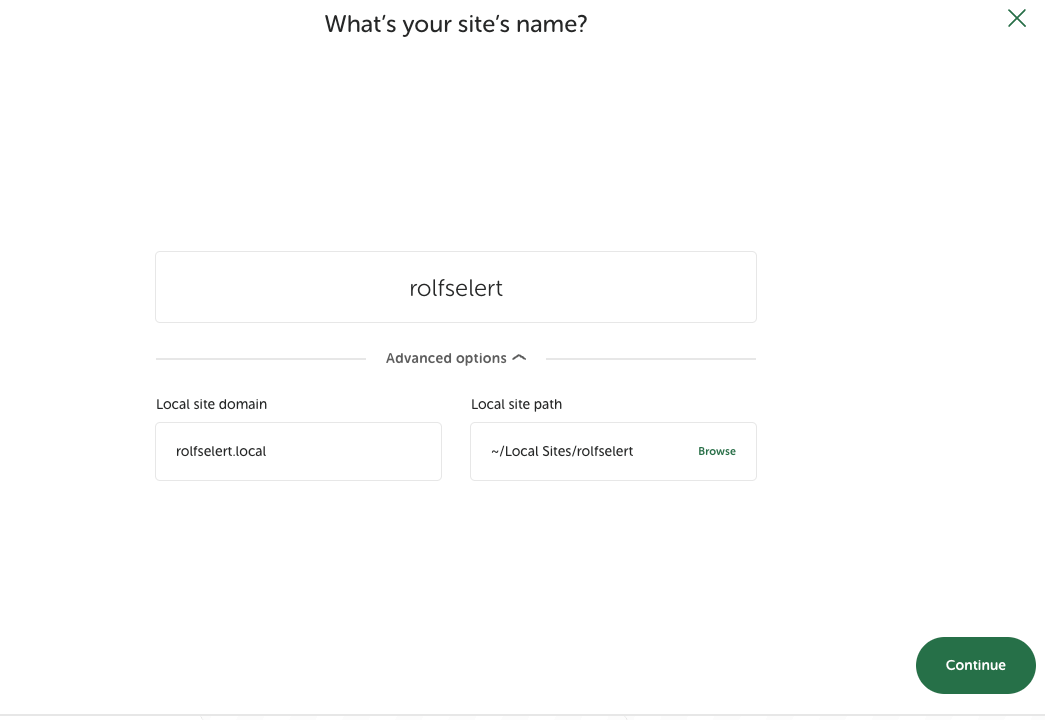 What’s your site’s name?
rolfselert
Advanced options
Local site domain
Local site path
rolfselert.local
~/Local Sites/rolfselert
Browse
Continue